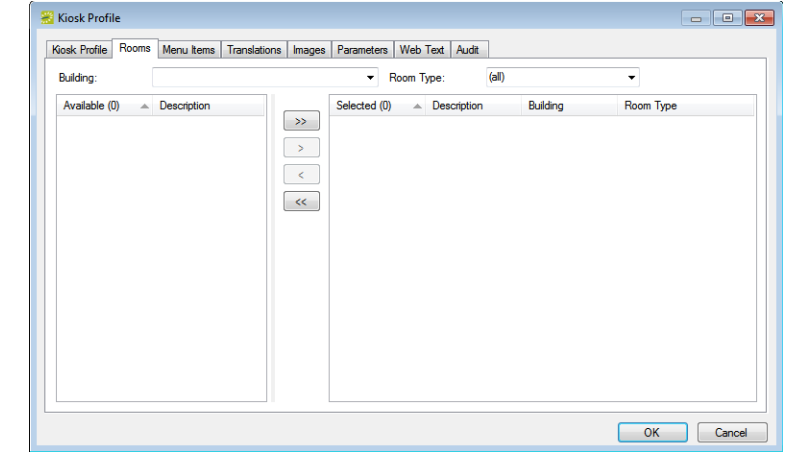 Kiosk Profile
Kiosk Profile Rooms Menu Items Translations Images Parameters Web Text Audit
Building: Room Type: (all)
Available (0) Description >> Selected (0) Description Building Room Type
>
<
<<
OK Cancel